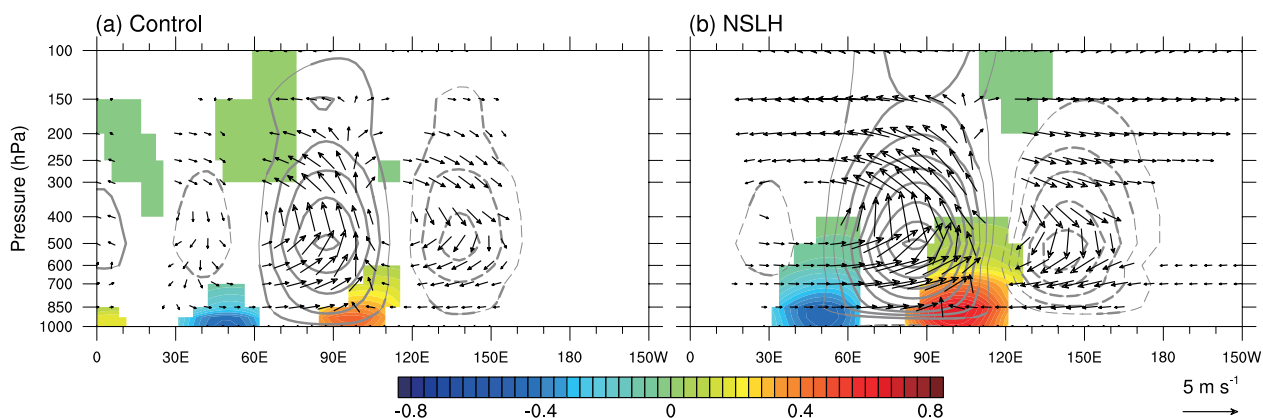 (a) Control
(b) NSLH
Pressure (hPa)
100
150
200
250
300
400
500
600
700
850
1000
0 30E 60E 90E 120E 150E 180 150W
0 30E 60E 90E 120E 150E 180 150W
-0.8 -0.4 0 0.4 0.8
5 m s⁻¹